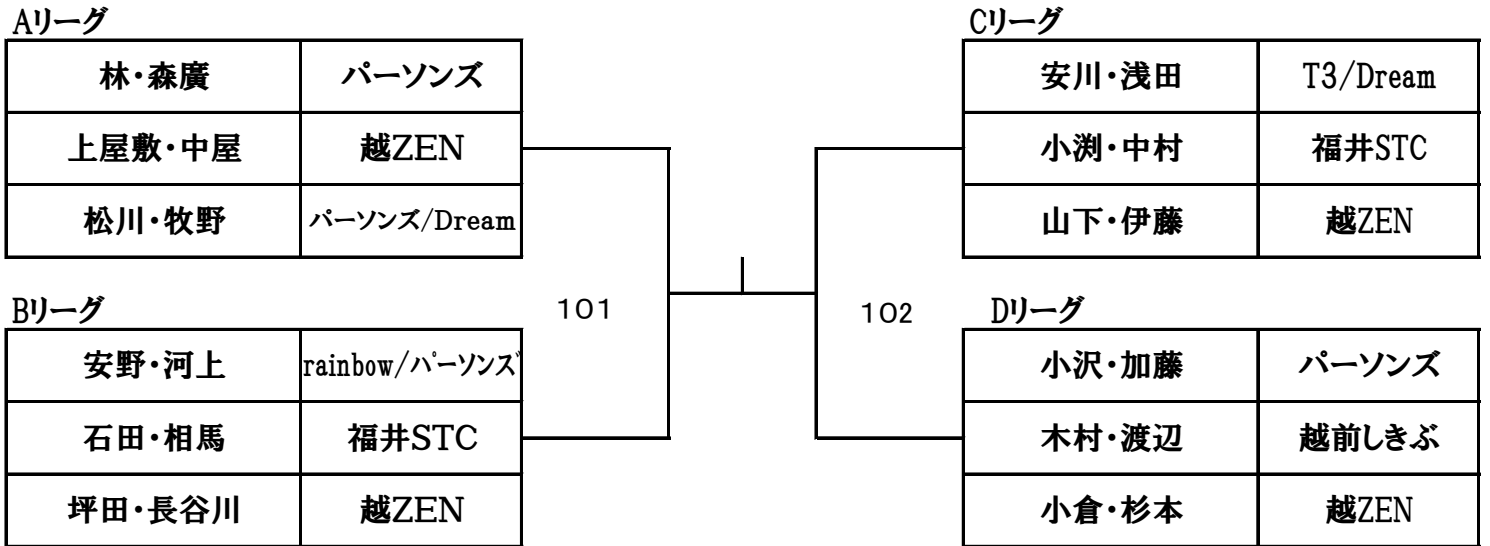 Aリーグ
林・森廣 パーソンズ
上屋敷・中屋 越ZEN
松川・牧野 パーソンズ/Dream
Bリーグ
安野・河上 rainbow/パーソンズ
石田・相馬 福井STC
坪田・長谷川 越ZEN
101
102
Cリーグ
安川・浅田 T3/Dream
小渕・中村 福井STC
山下・伊藤 越ZEN
Dリーグ
小沢・加藤 パーソンズ
木村・渡辺 越前しきぶ
小倉・杉本 越ZEN